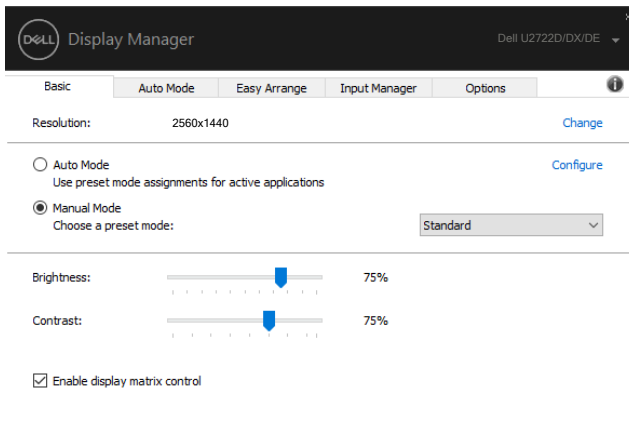 DELL Display Manager Dell U2722D/DX/DE
Basic Auto Mode Easy Arrange Input Manager Options
Resolution: 2560x1440 Change
Auto Mode Configure
Use preset mode assignments for active applications
Manual Mode
Choose a preset mode: Standard
Brightness: 75%
Contrast: 75%
Enable display matrix control